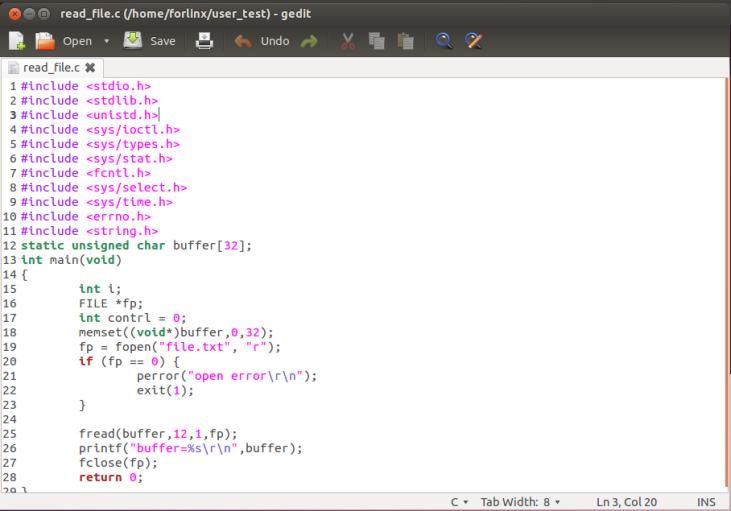 read_file.c (/home/forlinx/user_test) - gedit
Open Save Undo
read_file.c
1 #include <stdio.h>
2 #include <stdlib.h>
3 #include <unistd.h>
4 #include <sys/ioctl.h>
5 #include <sys/types.h>
6 #include <sys/stat.h>
7 #include <fcntl.h>
8 #include <sys/select.h>
9 #include <sys/time.h>
10 #include <errno.h>
11 #include <string.h>
12 static unsigned char buffer[32];
13 int main(void)
14 {
15         int i;
16         FILE *fp;
17         int contrl = 0;
18         memset((void*)buffer,0,32);
19         fp = fopen("file.txt", "r");
20         if (fp == 0) {
21                 perror("open error\r\n");
22                 exit(1);
23         }
24
25         fread(buffer,12,1,fp);
26         printf("buffer=%s\r\n",buffer);
27         fclose(fp);
28         return 0;
29 }
C Tab Width: 8 Ln 3, Col 20 INS